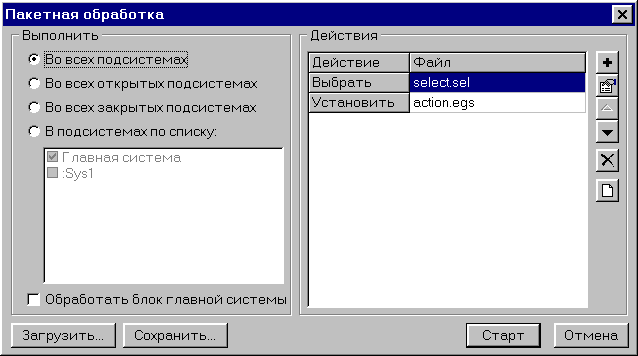 Пакетная обработка
Выполнить
Во всех подсистемах
Во всех открытых подсистемах
Во всех закрытых подсистемах
В подсистемах по списку:
Главная система
:Sys1
Обработать блок главной системы
Действия
Действие Файл
Выбрать select.sel
Установить action.egs
Загрузить... Сохранить... Старт Отмена